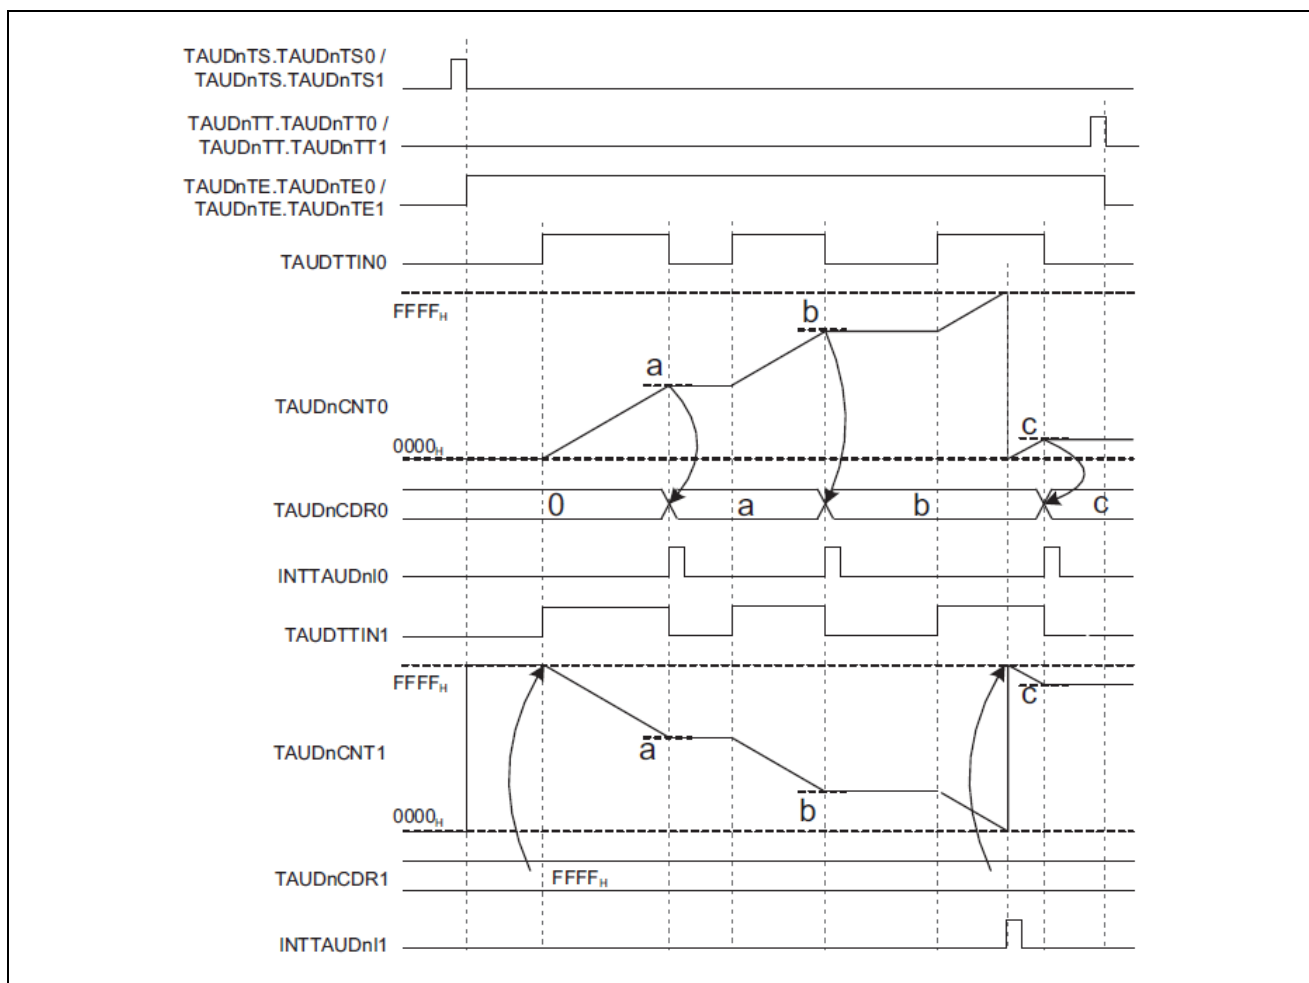 TAUDnTS.TAUDnTS0 /
TAUDnTS.TAUDnTS1
TAUDnTT.TAUDnTT0 /
TAUDnTT.TAUDnTT1
TAUDnTE.TAUDnTE0 /
TAUDnTE.TAUDnTE1
TAUDTTIN0
FFFFH
b
a
TAUDnCNT0
c
0000H
TAUDnCDR0
0
a
b
c
INTTAUDnI0
TAUDTTIN1
FFFFH
c
TAUDnCNT1
a
b
0000H
TAUDnCDR1
FFFFH
INTTAUDnI1